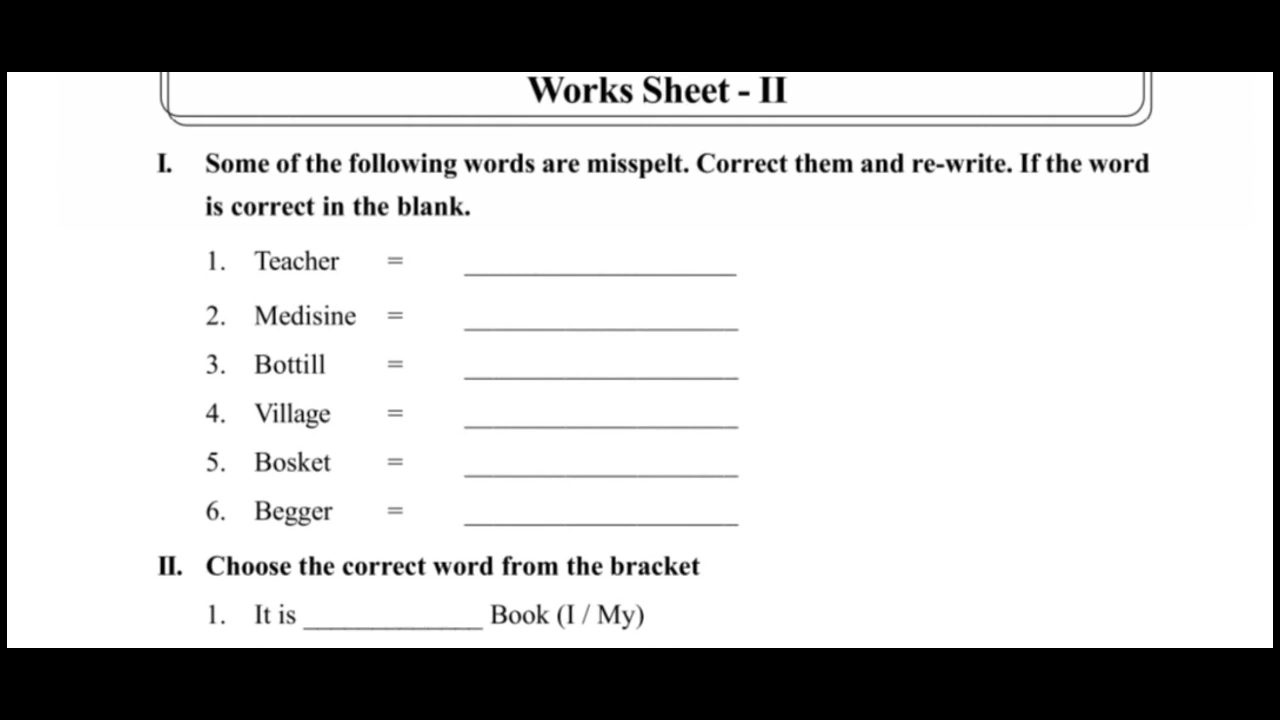 Works Sheet - II
I. Some of the following words are misspelt. Correct them and re-write. If the word
is correct in the blank.
1. Teacher = ____________________
2. Medisine = ____________________
3. Bottill = ____________________
4. Village = ____________________
5. Bosket = ____________________
6. Begger = ____________________
II. Choose the correct word from the bracket
1. It is _____________ Book (I / My)